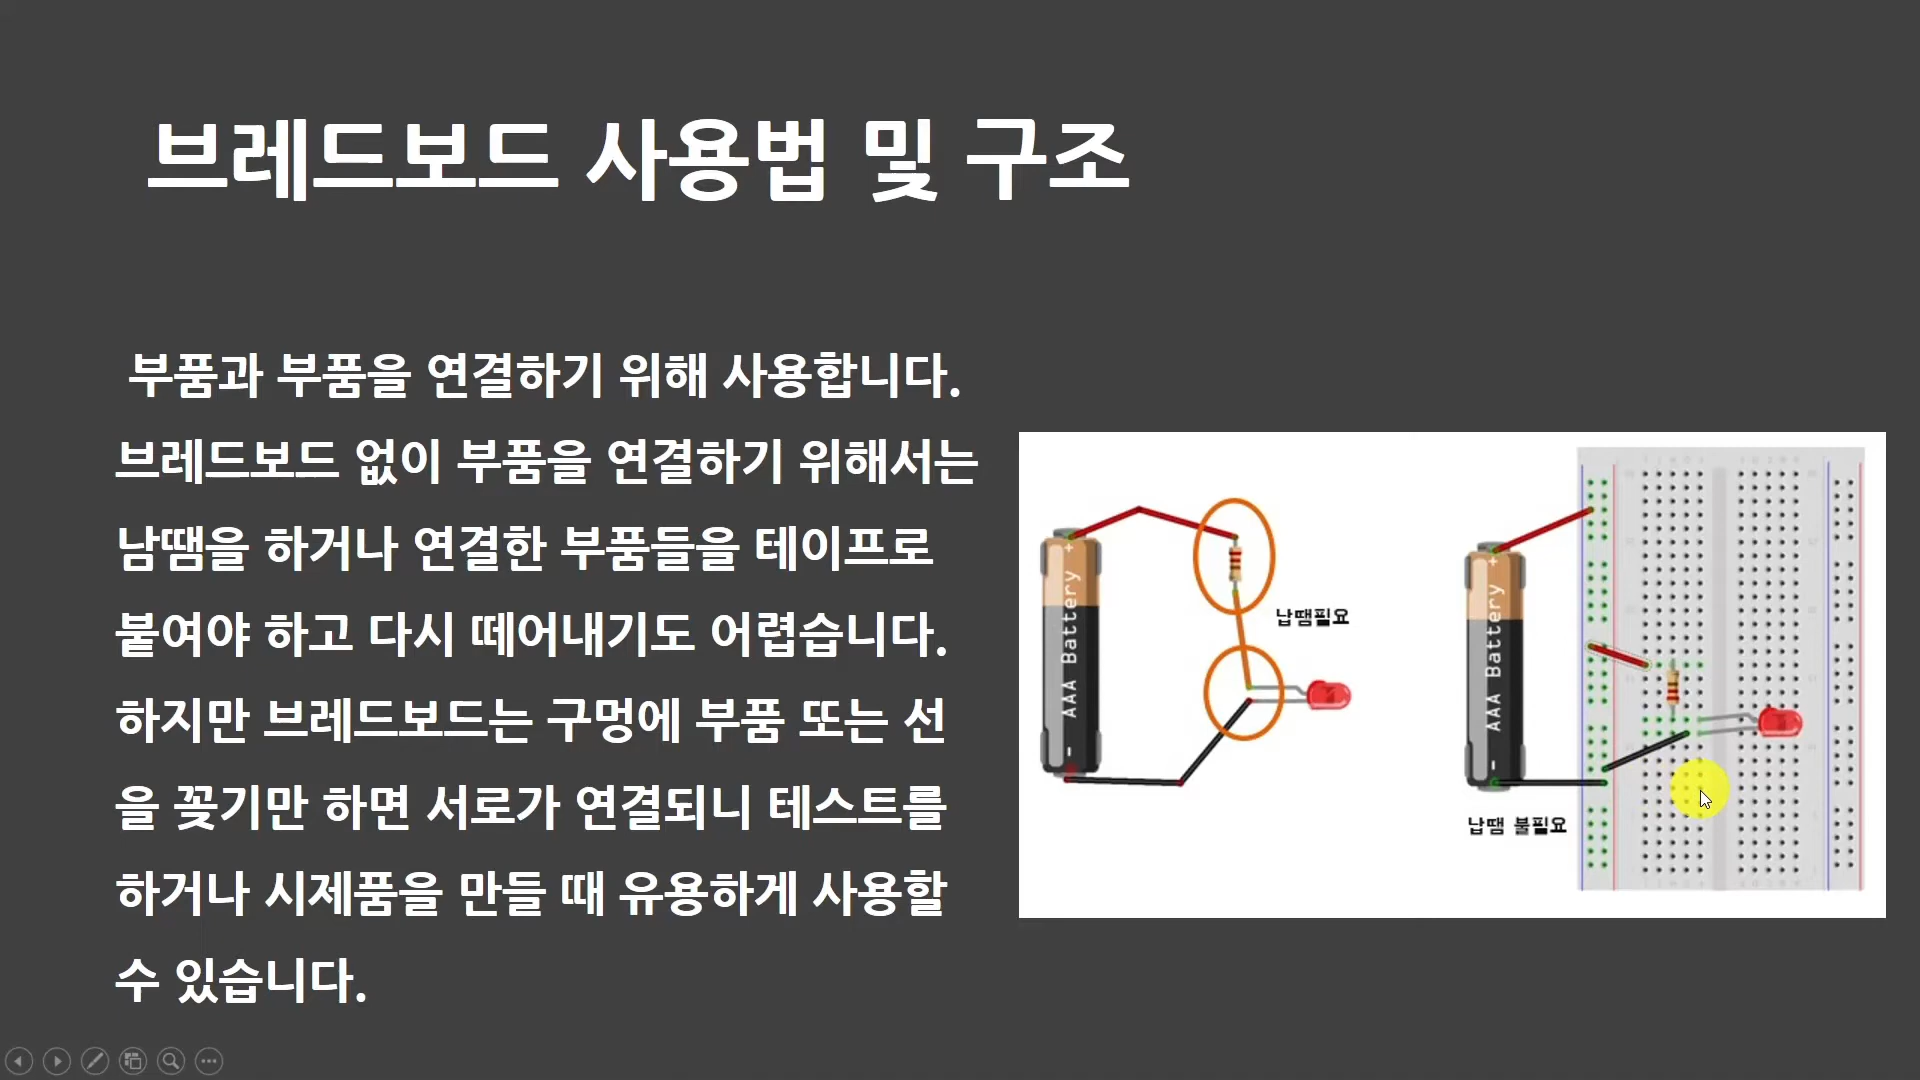 브레드보드 사용법 및 구조
부품과 부품을 연결하기 위해 사용합니다.
브레드보드 없이 부품을 연결하기 위해서는
남땜을 하거나 연결한 부품들을 테이프로
붙여야 하고 다시 떼어내기도 어렵습니다.
하지만 브레드보드는 구멍에 부품 또는 선
을 꽂기만 하면 서로가 연결되니 테스트를
하거나 시제품을 만들 때 유용하게 사용할
수 있습니다.
- AAA Battery +
납땜필요
- AAA Battery +
납땜 불필요